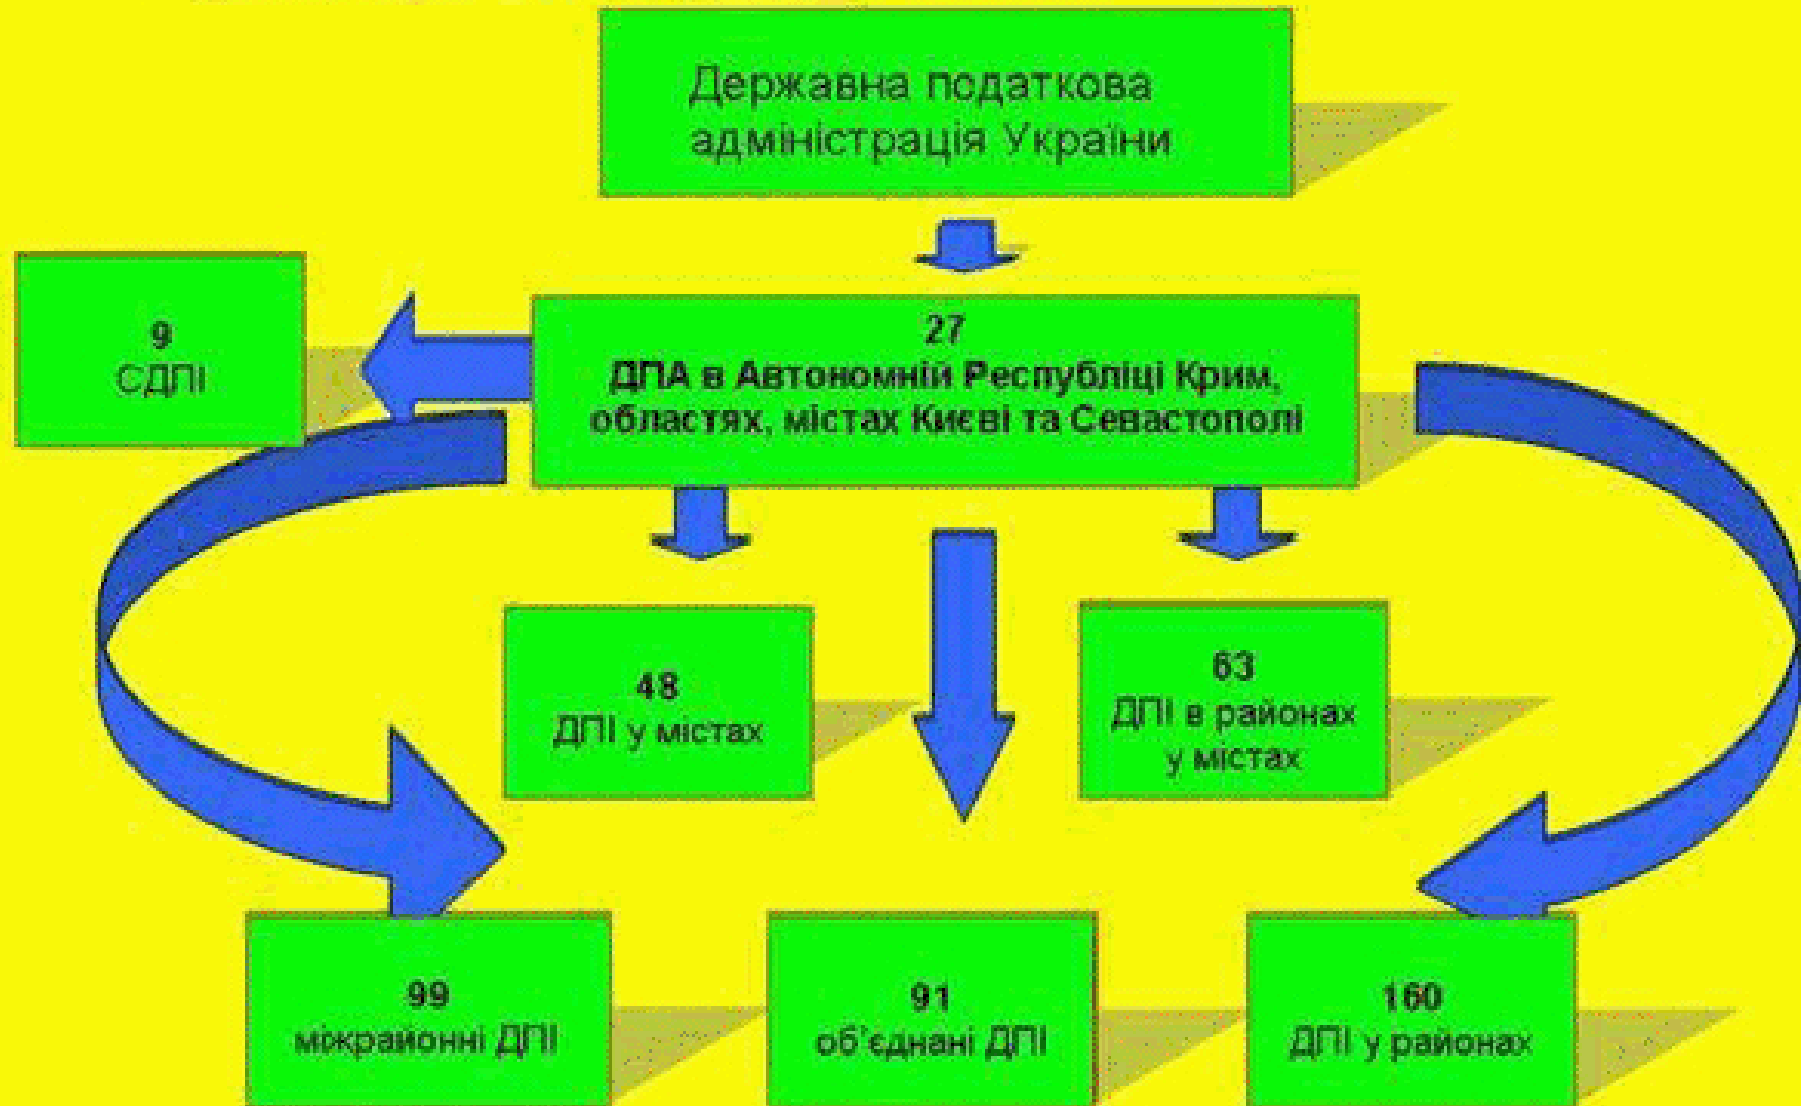 Державна податкова
адміністрація України
9
СДПІ
27
ДПА в Автономній Республіці Крим,
областях, містах Києві та Севастополі
48
ДПІ у містах
63
ДПІ в районах
у містах
99
міжрайонні ДПІ
91
об'єднані ДПІ
160
ДПІ у районах